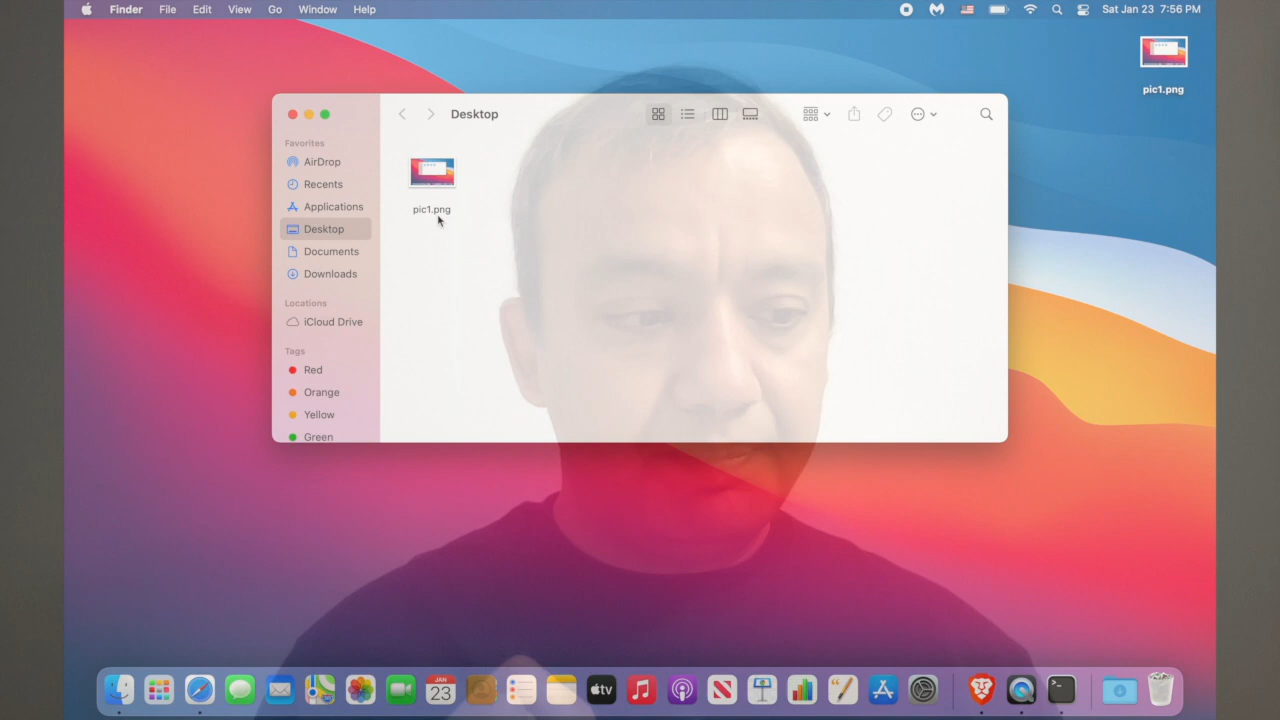 Finder File Edit View Go Window Help Sat Jan 23 7:56 PM
pic1.png
Desktop
Favorites
AirDrop
Recents
Applications
Desktop
Documents
Downloads
Locations
iCloud Drive
Tags
Red
Orange
Yellow
Green
pic1.png
JAN
23
tv